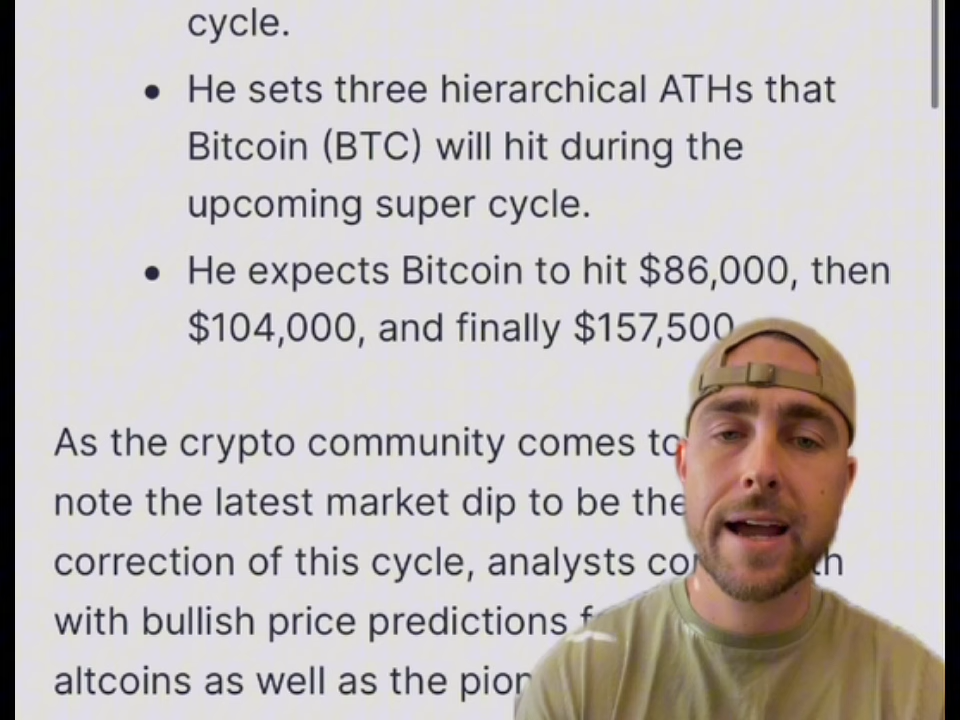 cycle.
• He sets three hierarchical ATHs that
Bitcoin (BTC) will hit during the
upcoming super cycle.
• He expects Bitcoin to hit $86,000, then
$104,000, and finally $157,500
As the crypto community comes to
note the latest market dip to be the
correction of this cycle, analysts
with bullish price predictions
altcoins as well as the